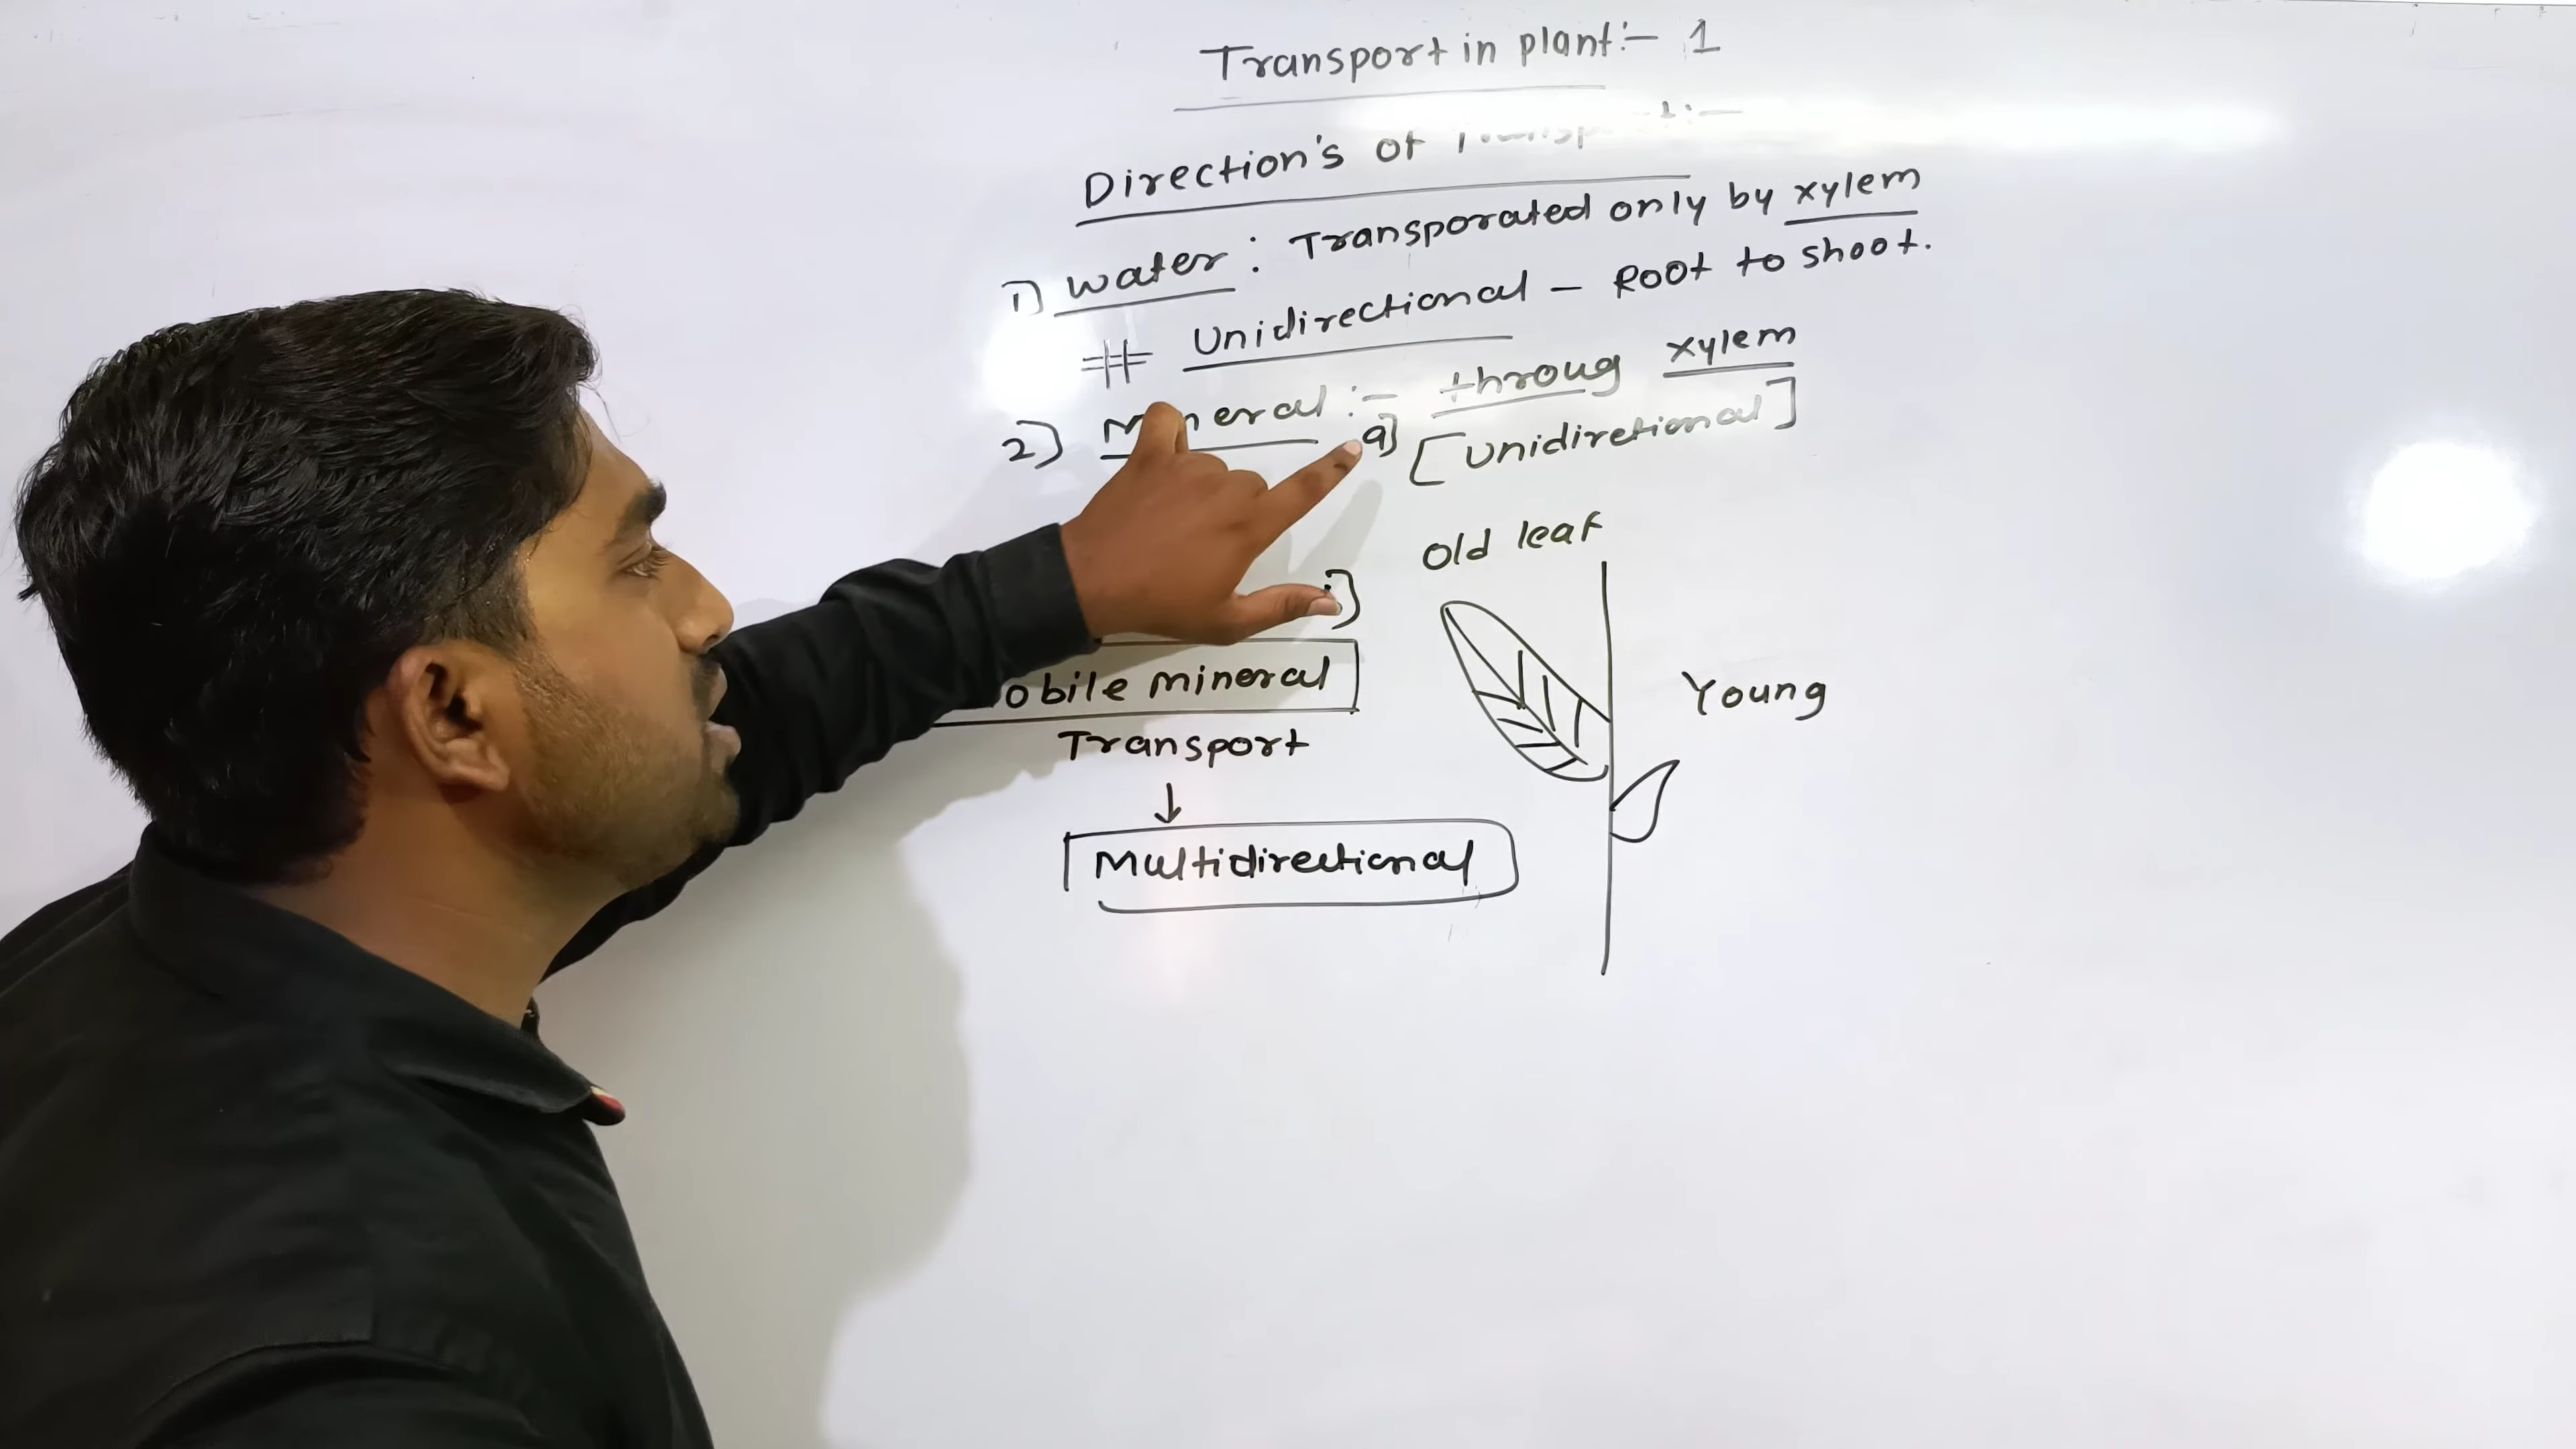 Transport in plant:- 1
Direction's of
1) water: Transporated only by xylem
# Unidirectional - Root to shoot.
2) Mineral:- throug xylem
a) [unidiretional]
Old leaf
obile mineral
Young
Transport
↓
Multidirectional